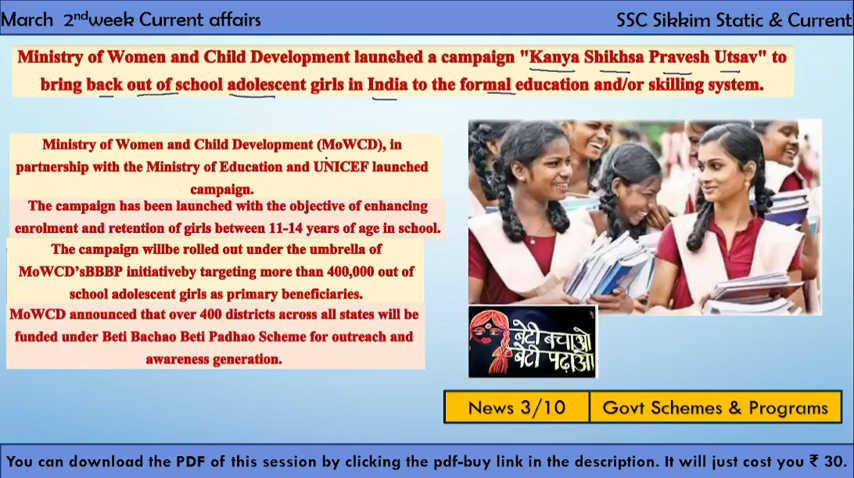 March 2ndweek Current affairs
SSC Sikkim Static & Current
Ministry of Women and Child Development launched a campaign "Kanya Shikhsa Pravesh Utsav" to
bring back out of school adolescent girls in India to the formal education and/or skilling system.
Ministry of Women and Child Development (MoWCD), in
partnership with the Ministry of Education and UNICEF launched
campaign.
The campaign has been launched with the objective of enhancing
enrolment and retention of girls between 11-14 years of age in school.
The campaign willbe rolled out under the umbrella of
MoWCD'sBBBP initiativeby targeting more than 400,000 out of
school adolescent girls as primary beneficiaries.
MoWCD announced that over 400 districts across all states will be
funded under Beti Bachao Beti Padhao Scheme for outreach and
awareness generation.
बेटी बचाओ
बेटी पढ़ाओ
News 3/10
Govt Schemes & Programs
You can download the PDF of this session by clicking the pdf-buy link in the description. It will just cost you ₹ 30.